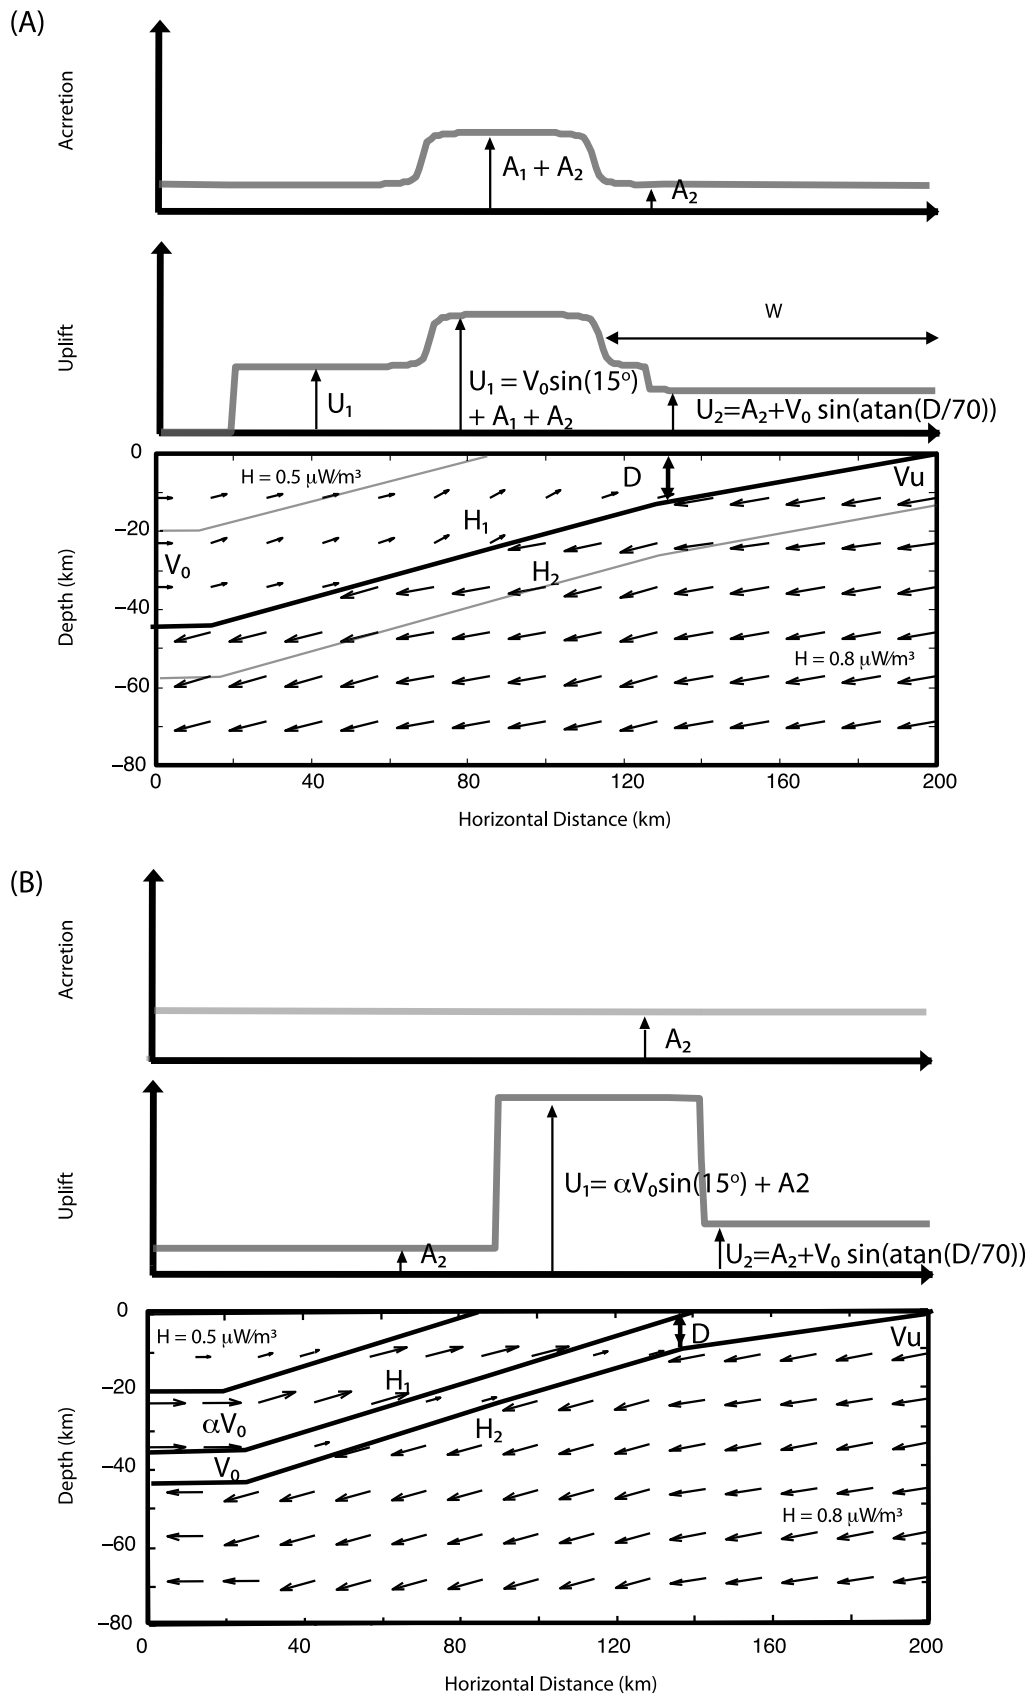 (A)
Acrretion
A₁ + A₂
A₂
Uplift
W
U₁
U₁ = V₀sin(15º)
+ A₁ + A₂
U₂=A₂+V₀ sin(atan(D/70))
0
−20
−40
−60
−80
Depth (km)
H = 0.5 μW/m³
D
Vu
H₁
V₀
H₂
H = 0.8 μW/m³
0
40
80
120
160
200
Horizontal Distance (km)
(B)
Acrretion
A₂
Uplift
U₁= αV₀sin(15º) + A2
A₂
U₂=A₂+V₀ sin(atan(D/70))
0
−20
−40
−60
−80
Depth (km)
H = 0.5 μW/m³
D
Vu
H₁
αV₀
H₂
V₀
H = 0.8 μW/m³
0
40
80
120
160
200
Horizontal Distance (km)